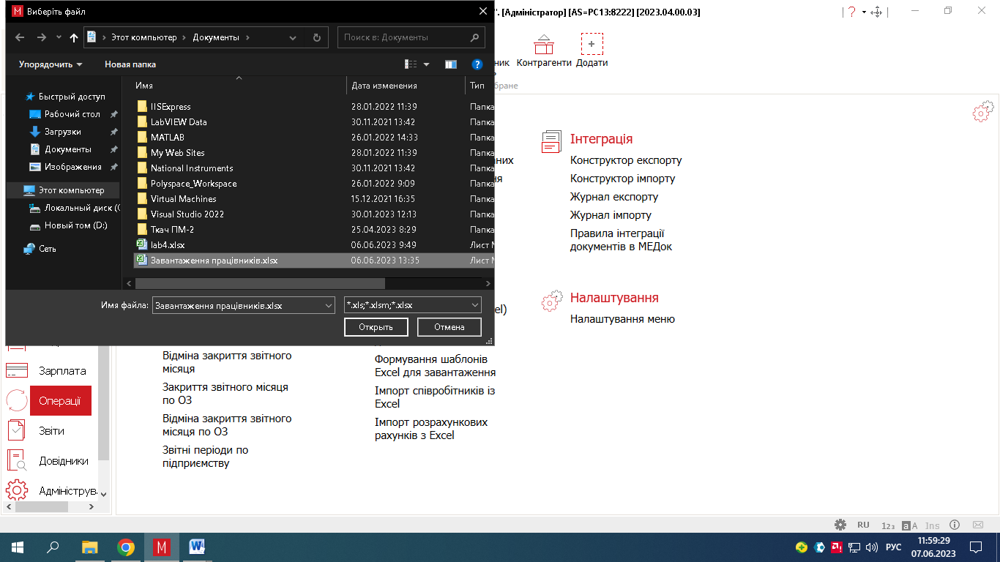 M Виберіть файл
". [Адміністратор] [AS=PC13:8222] [2023.04.00.03]
Этот компьютер
Документы
Поиск в: Документы
Упорядочить
Новая папка
ник
Контрагенти
Додати
бране
Имя
Дата изменения
Тип
Быстрый доступ
Рабочий стол
Загрузки
Документы
Изображения
Этот компьютер
Локальный диск (C
Новый том (D:)
Сеть
IISExpress 28.01.2022 11:39 Папка
LabVIEW Data 30.11.2021 13:42 Папка
MATLAB 26.01.2022 14:33 Папка
My Web Sites 28.01.2022 11:39 Папка
National Instruments 30.11.2021 13:42 Папка
Polyspace_Workspace 26.01.2022 9:09 Папка
Virtual Machines 15.12.2021 16:35 Папка
Visual Studio 2022 30.01.2023 12:13 Папка
Ткач ПМ-2 25.04.2023 8:29 Папка
lab4.xlsx 06.06.2023 9:49 Лист M
Завантаження працівників.xlsx 06.06.2023 13:35 Лист M
Имя файла: Завантаження працівників.xlsx
*.xls;*.xlsm;*.xlsx
Открыть
Отмена
них
ня
el)
Інтеграція
Конструктор експорту
Конструктор імпорту
Журнал експорту
Журнал імпорту
Правила інтеграції
документів в МЕДок
Налаштування
Налаштування меню
Зарплата
Операції
Звіти
Довідники
Адмініструва
Відміна закриття звітного
місяця
Закриття звітного місяця
по ОЗ
Відміна закриття звітного
місяця по ОЗ
Звітні періоди по
підприємству
Формування шаблонів
Excel для завантаження
Імпорт співробітників із
Excel
Імпорт розрахункових
рахунків з Excel
RU 123 aA Ins
M
W
РУС
11:59:29
07.06.2023